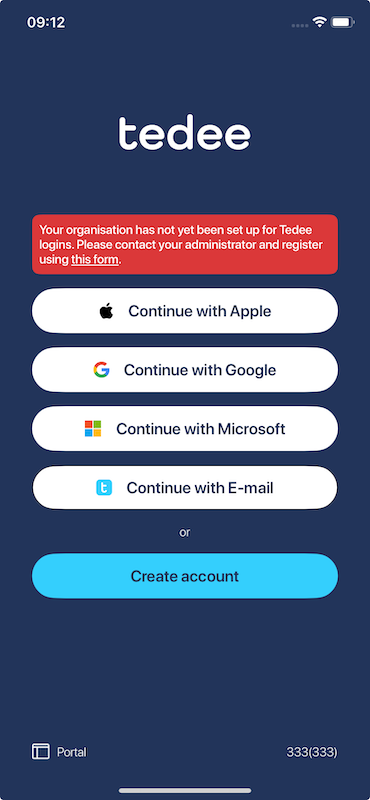 09:12
tedee
Your organisation has not yet been set up for Tedee
logins. Please contact your administrator and register
using this form.
Continue with Apple
Continue with Google
Continue with Microsoft
Continue with E-mail
or
Create account
Portal
333(333)